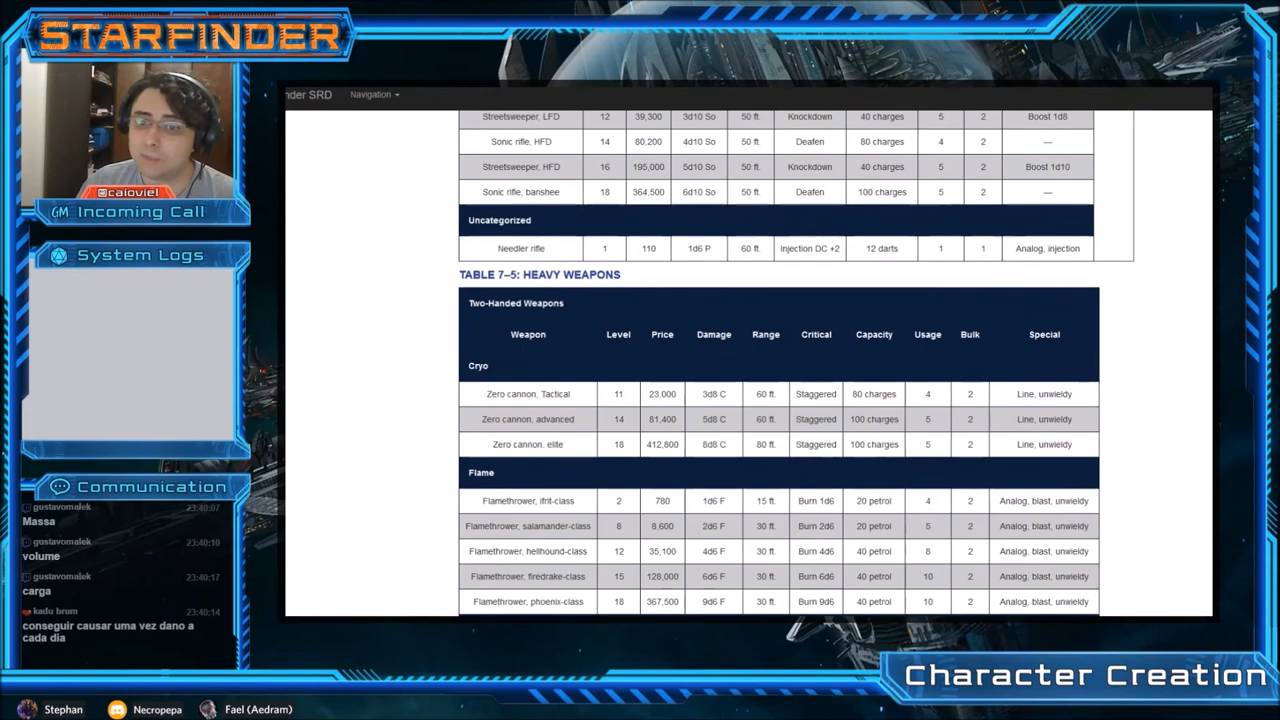 STARFINDER
@caioviel
GM Incoming Call
System Logs
Communication
gustavomalek 23:40:07
Massa
gustavomalek 23:40:10
volume
gustavomalek 23:40:17
carga
kadu brum 23:40:14
conseguir causar uma vez dano a
cada dia
nder SRD Navigation
Streetsweeper, LFD 12 39,300 3d10 So 50 ft. Knockdown 40 charges 5 2 Boost 1d8
Sonic rifle, HFD 14 80,200 4d10 So 50 ft. Deafen 80 charges 4 2 —
Streetsweeper, HFD 16 195,000 5d10 So 50 ft. Knockdown 40 charges 5 2 Boost 1d10
Sonic rifle, banshee 18 364,500 6d10 So 50 ft. Deafen 100 charges 5 2 —
Uncategorized
Needler rifle 1 110 1d6 P 60 ft. Injection DC +2 12 darts 1 1 Analog, injection
TABLE 7–5: HEAVY WEAPONS
Two-Handed Weapons
Weapon Level Price Damage Range Critical Capacity Usage Bulk Special
Cryo
Zero cannon, Tactical 11 23,000 3d8 C 60 ft. Staggered 80 charges 4 2 Line, unwieldy
Zero cannon, advanced 14 81,400 5d8 C 60 ft. Staggered 100 charges 5 2 Line, unwieldy
Zero cannon. elite 18 412,800 8d8 C 80 ft. Staggered 100 charges 5 2 Line, unwieldy
Flame
Flamethrower, ifrit-class 2 780 1d6 F 15 ft. Burn 1d6 20 petrol 4 2 Analog, blast, unwieldy
Flamethrower, salamander-class 8 8,600 2d6 F 30 ft. Burn 2d6 20 petrol 5 2 Analog, blast, unwieldy
Flamethrower, hellhound-class 12 35,100 4d6 F 30 ft. Burn 4d6 40 petrol 8 2 Analog, blast, unwieldy
Flamethrower, firedrake-class 15 128,000 6d6 F 30 ft. Burn 6d6 40 petrol 10 2 Analog, blast, unwieldy
Flamethrower, phoenix-class 18 367,500 9d6 F 30 ft. Burn 9d6 40 petrol 10 2 Analog, blast, unwieldy
Character Creation
Stephan Necropepa Fael (Aedram)